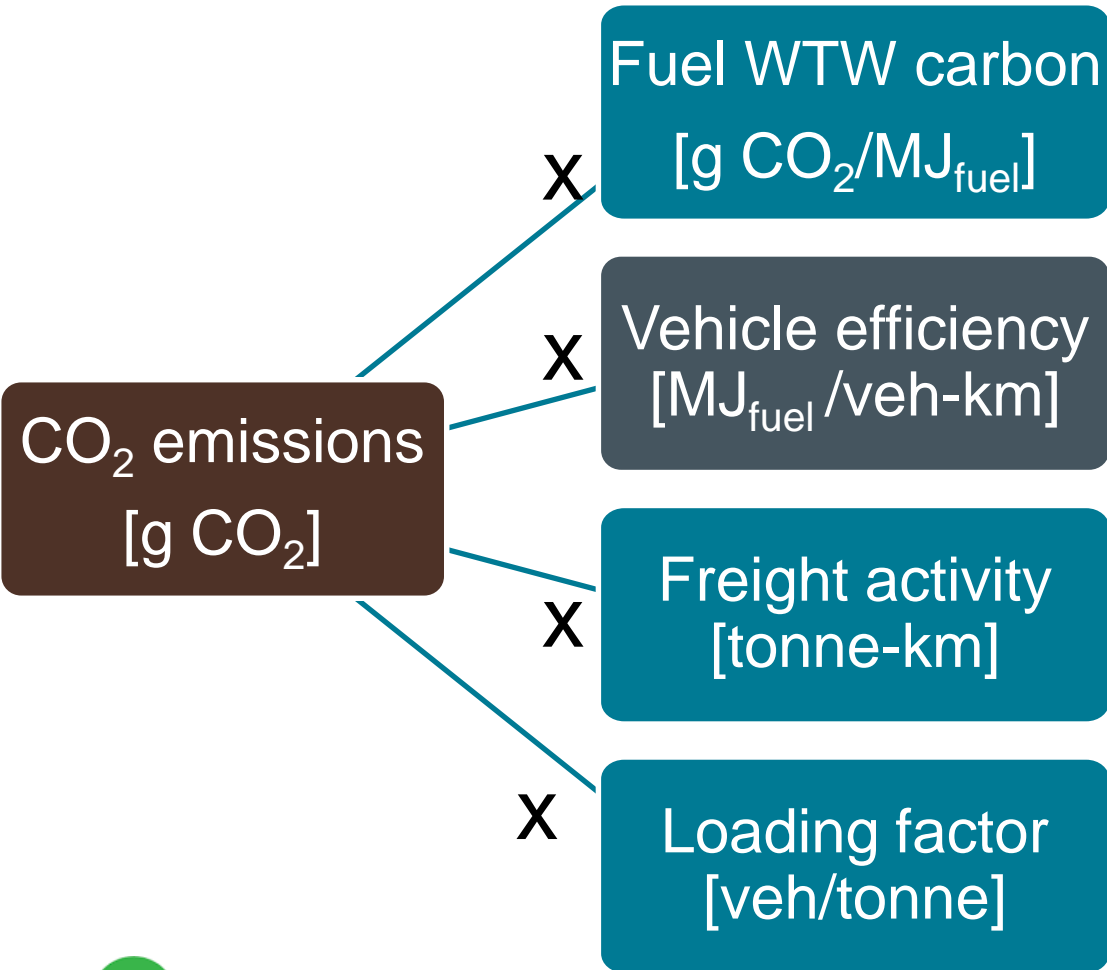 Fuel WTW carbon
[g CO₂/MJfuel]
x
Vehicle efficiency
[MJfuel /veh-km]
x
CO₂ emissions
[g CO₂]
Freight activity
[tonne-km]
x
Loading factor
[veh/tonne]
x